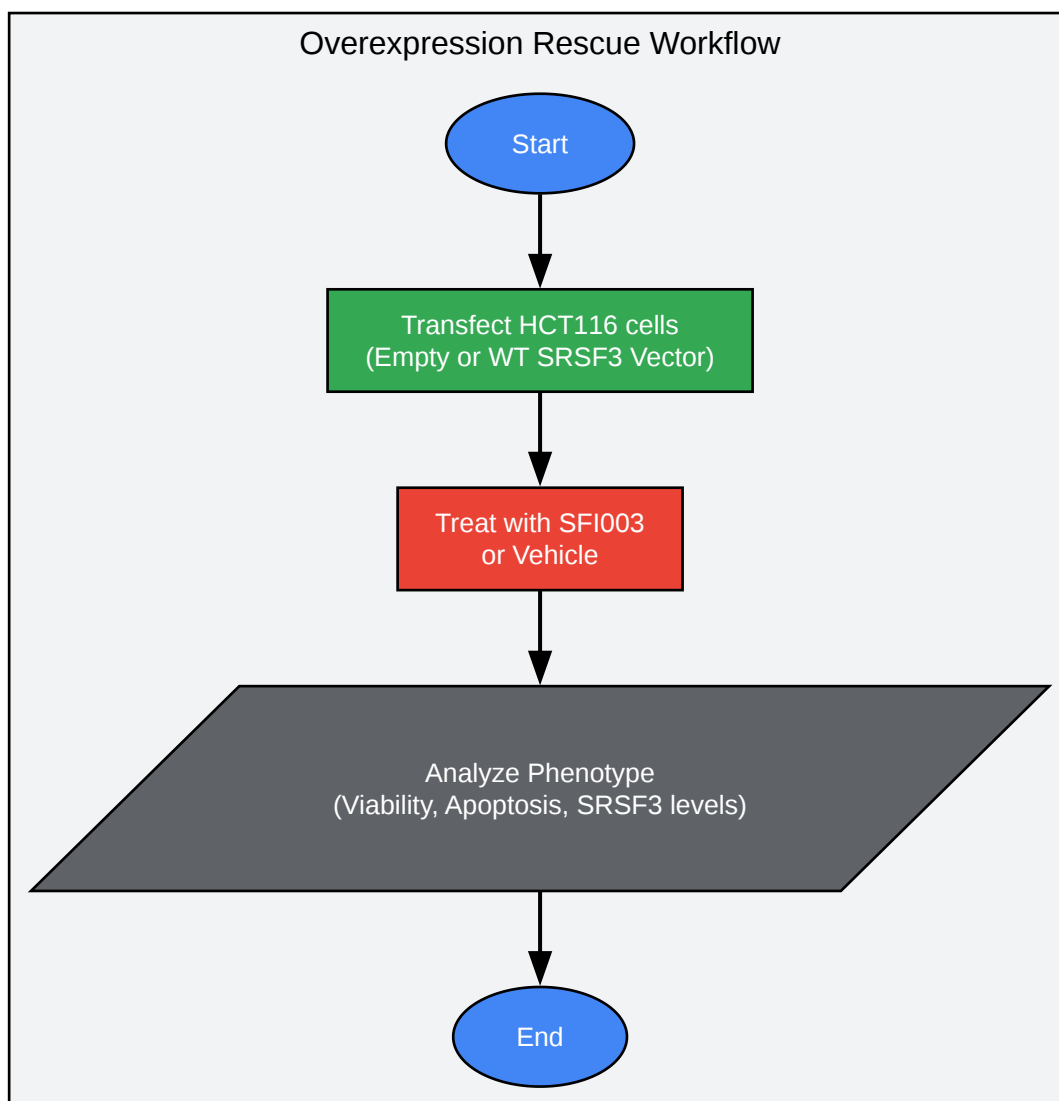 Overexpression Rescue Workflow
Start
Transfect HCT116 cells
(Empty or WT SRSF3 Vector)
Treat with SFI003
or Vehicle
Analyze Phenotype
(Viability, Apoptosis, SRSF3 levels)
End